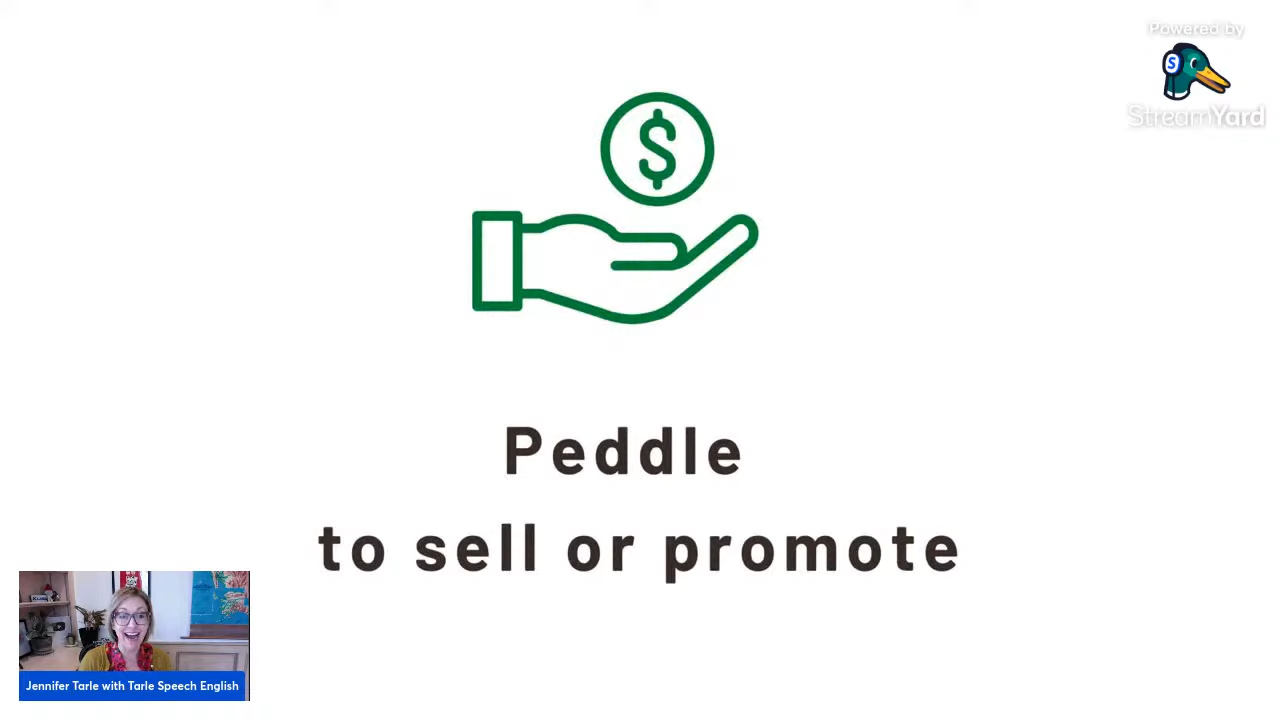 Powered by
S
StreamYard
$
Peddle
to sell or promote
Jennifer Tarle with Tarle Speech English